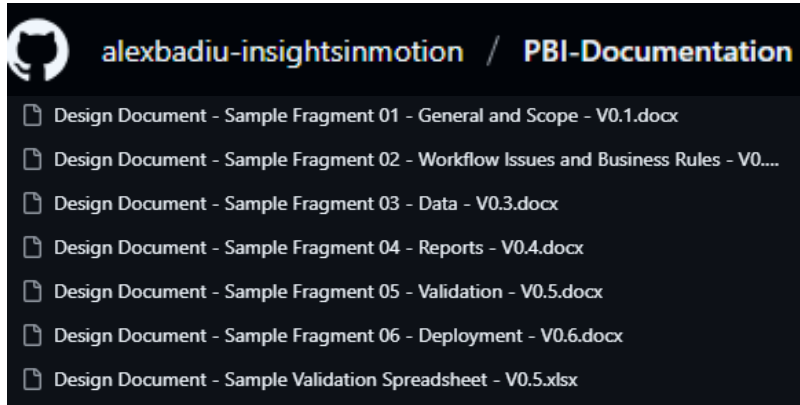 alexbadiu-insightsinmotion / PBI-Documentation
Design Document - Sample Fragment 01 - General and Scope - V0.1.docx
Design Document - Sample Fragment 02 - Workflow Issues and Business Rules - V0....
Design Document - Sample Fragment 03 - Data - V0.3.docx
Design Document - Sample Fragment 04 - Reports - V0.4.docx
Design Document - Sample Fragment 05 - Validation - V0.5.docx
Design Document - Sample Fragment 06 - Deployment - V0.6.docx
Design Document - Sample Validation Spreadsheet - V0.5.xlsx